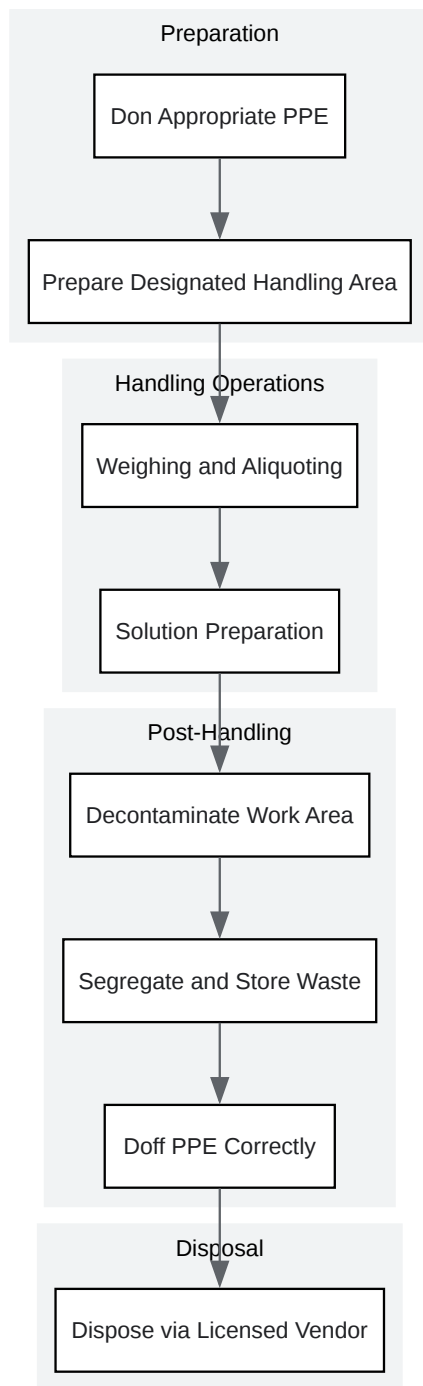 Preparation
Don Appropriate PPE
Prepare Designated Handling Area
Handling Operations
Weighing and Aliquoting
Solution Preparation
Post-Handling
Decontaminate Work Area
Segregate and Store Waste
Doff PPE Correctly
Disposal
Dispose via Licensed Vendor